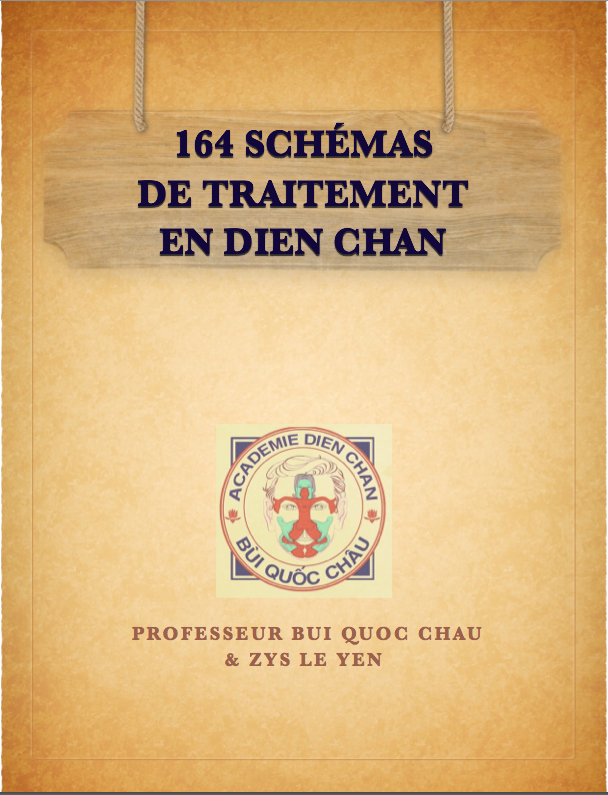 164 SCHÉMAS
DE TRAITEMENT
EN DIEN CHAN
ACADEMIE DIEN CHAN
BÙI QUỐC CHÂU
PROFESSEUR BUI QUOC CHAU
& ZYS LE YEN